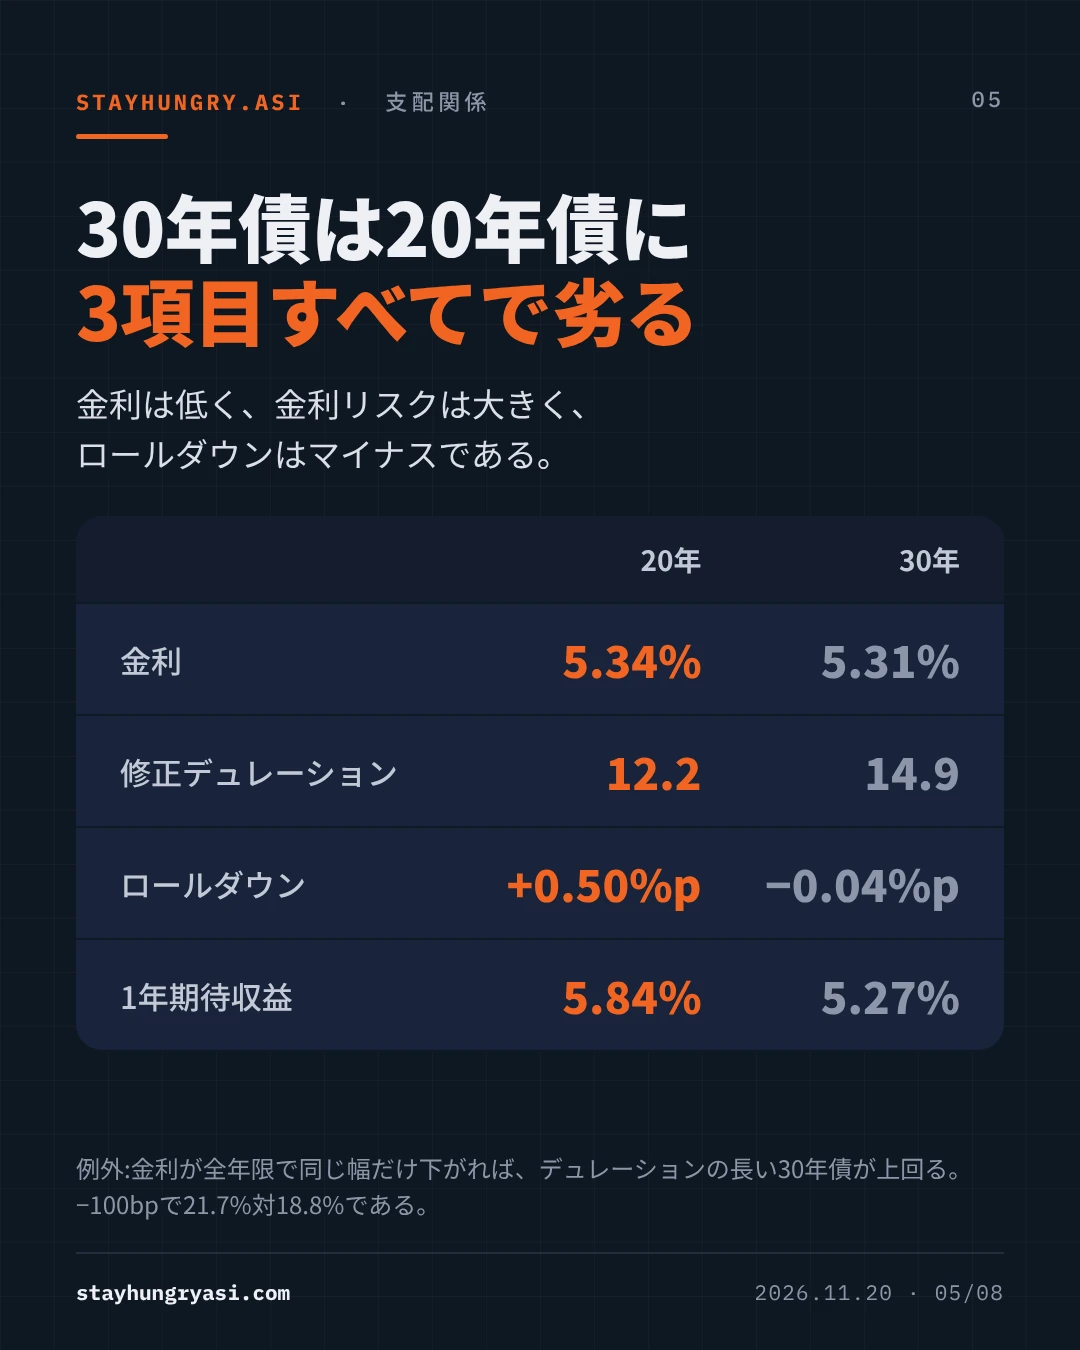 STAYHUNGRY.ASI · 支配関係 05
30年債は20年債に
3項目すべてで劣る
金利は低く、金利リスクは大きく、
ロールダウンはマイナスである。
20年 30年
金利 5.34% 5.31%
修正デュレーション 12.2 14.9
ロールダウン +0.50%p −0.04%p
1年期待収益 5.84% 5.27%
例外:金利が全年限で同じ幅だけ下がれば、デュレーションの長い30年債が上回る。
−100bpで21.7%対18.8%である。
stayhungryasi.com 2026.11.20 · 05/08